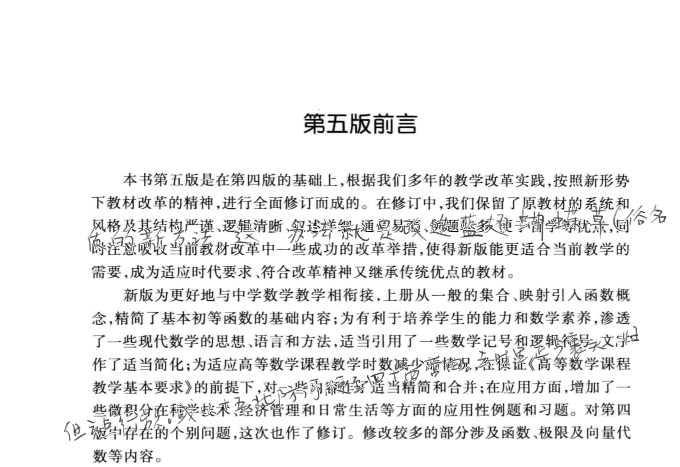 第五版前言
本书第五版是在第四版的基础上,根据我们多年的教学改革实践,按照新形势
下教材改革的精神,进行全面修订而成的。在修订中,我们保留了原教材的系统和
风格及其结构严谨、逻辑清晰、叙述详细、通俗易懂、例题较多、便于自学等优点,同
时注意吸收当前教材改革中一些成功的改革举措,使得新版能更适合当前教学的
需要,成为适应时代要求、符合改革精神又继承传统优点的教材。
新版为更好地与中学数学教学相衔接,上册从一般的集合、映射引入函数概
念,精简了基本初等函数的基础内容;为有利于培养学生的能力和数学素养,渗透
了一些现代数学的思想、语言和方法,适当引用了一些数学记号和逻辑符号,文
作了适当简化;为适应高等数学课程教学时数减少的情况,在保证《高等数学课程
教学基本要求》的前提下,对一些内容适当精简和合并;在应用方面,增加了一
些微积分在科学技术、经济管理和日常生活等方面的应用性例题和习题。对第四
版中存在的个别问题,这次也作了修订。修改较多的部分涉及函数、极限及向量代
数等内容。
的新方法 蓝翅蝴蝶草(俗名